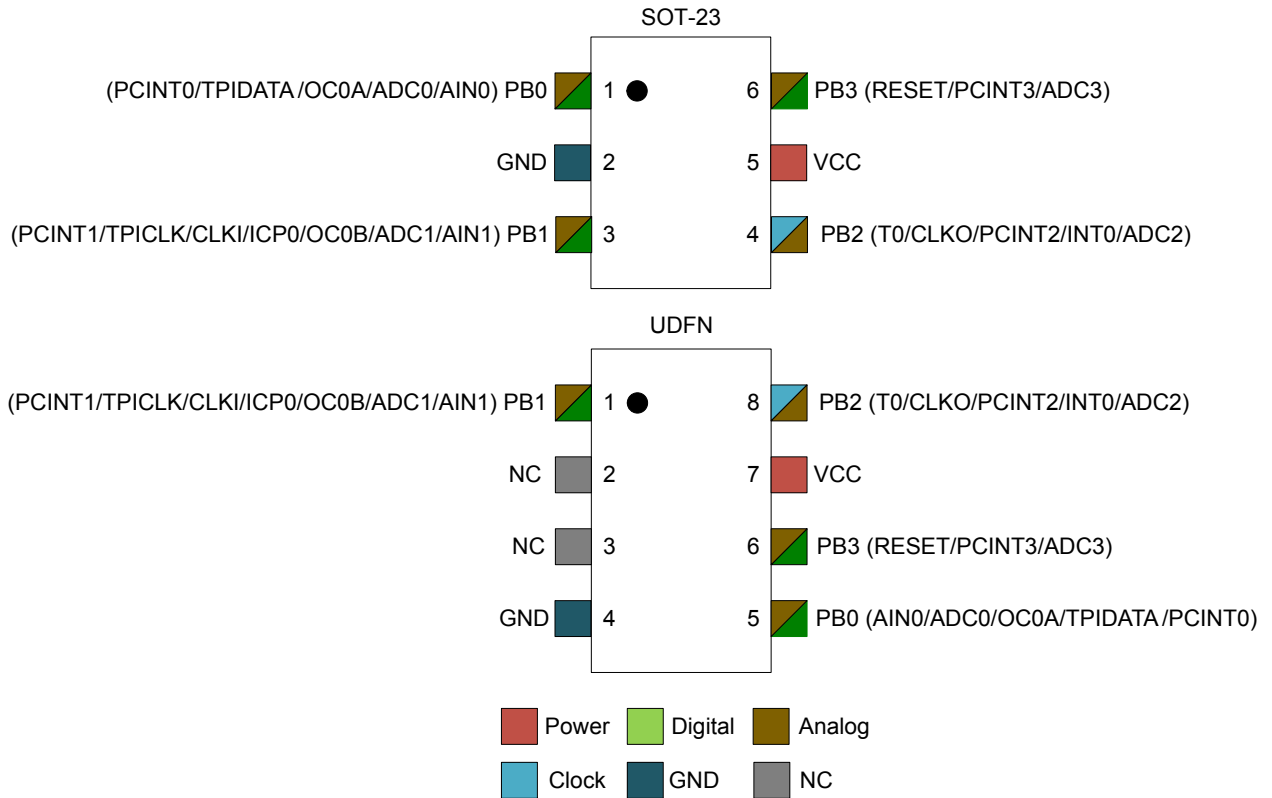 SOT-23
(PCINT0/TPIDATA /OC0A/ADC0/AIN0) PB0 1 6 PB3 (RESET/PCINT3/ADC3)
GND 2 5 VCC
(PCINT1/TPICLK/CLKI/ICP0/OC0B/ADC1/AIN1) PB1 3 4 PB2 (T0/CLKO/PCINT2/INT0/ADC2)
UDFN
(PCINT1/TPICLK/CLKI/ICP0/OC0B/ADC1/AIN1) PB1 1 8 PB2 (T0/CLKO/PCINT2/INT0/ADC2)
NC 2 7 VCC
NC 3 6 PB3 (RESET/PCINT3/ADC3)
GND 4 5 PB0 (AIN0/ADC0/OC0A/TPIDATA /PCINT0)
Power Digital Analog
Clock GND NC